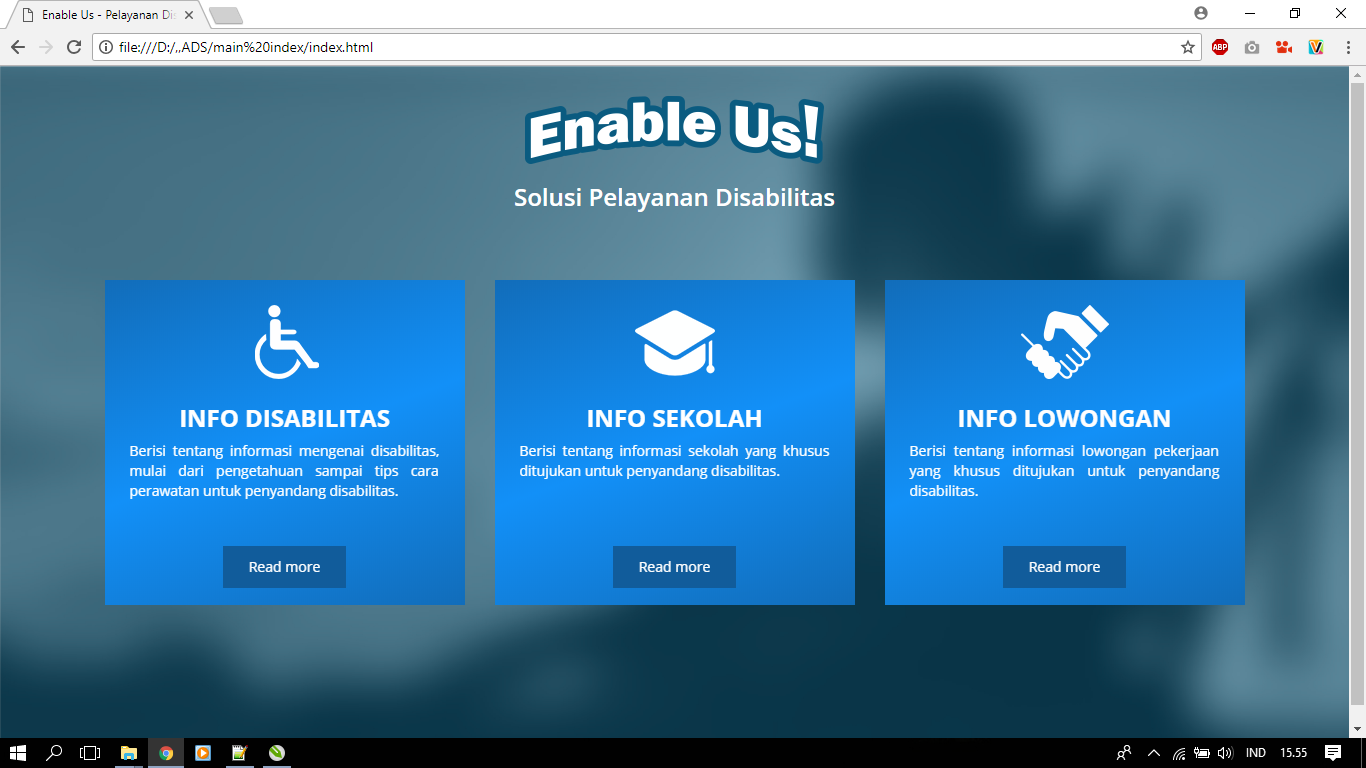 Enable Us - Pelayanan Di
file:///D:/,,ADS/main%20index/index.html
ABP
Enable Us!
Solusi Pelayanan Disabilitas
INFO DISABILITAS
Berisi tentang informasi mengenai disabilitas,
mulai dari pengetahuan sampai tips cara
perawatan untuk penyandang disabilitas.
Read more
INFO SEKOLAH
Berisi tentang informasi sekolah yang khusus
ditujukan untuk penyandang disabilitas.
Read more
INFO LOWONGAN
Berisi tentang informasi lowongan pekerjaan
yang khusus ditujukan untuk penyandang
disabilitas.
Read more
IND
15.55